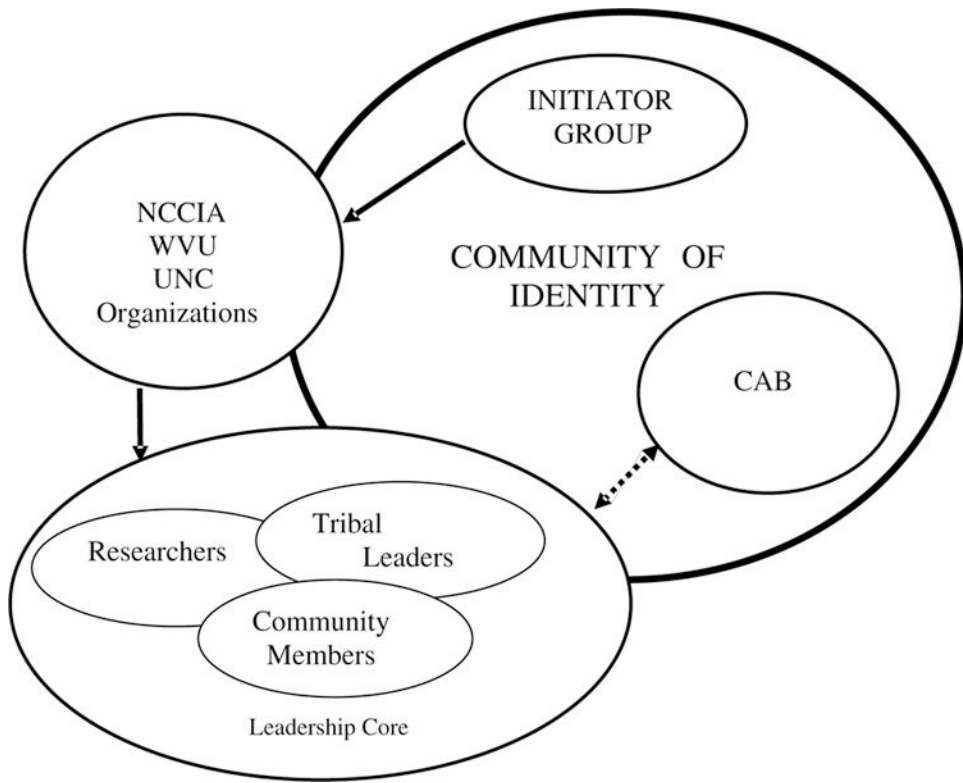 INITIATOR
GROUP
NCCIA
WVU
UNC
Organizations
COMMUNITY OF
IDENTITY
CAB
Researchers
Tribal
Leaders
Community
Members
Leadership Core